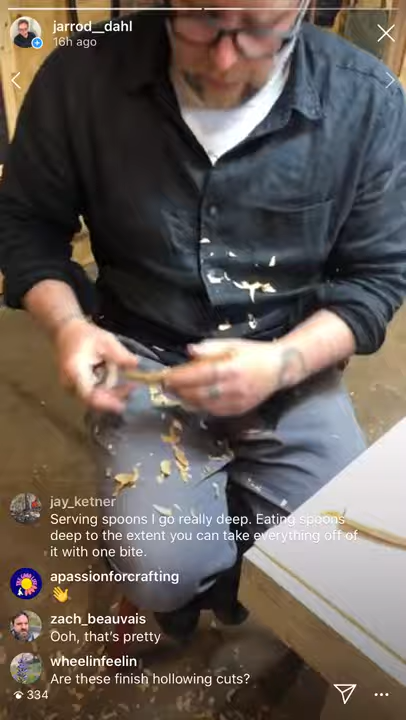 jarrod__dahl
16h ago
jay_ketner
Serving spoons I go really deep. Eating spoons
deep to the extent you can take everything off of
it with one bite.
apassionforcrafting
👋
zach_beauvais
Ooh, that's pretty
wheelinfeelin
Are these finish hollowing cuts?
334